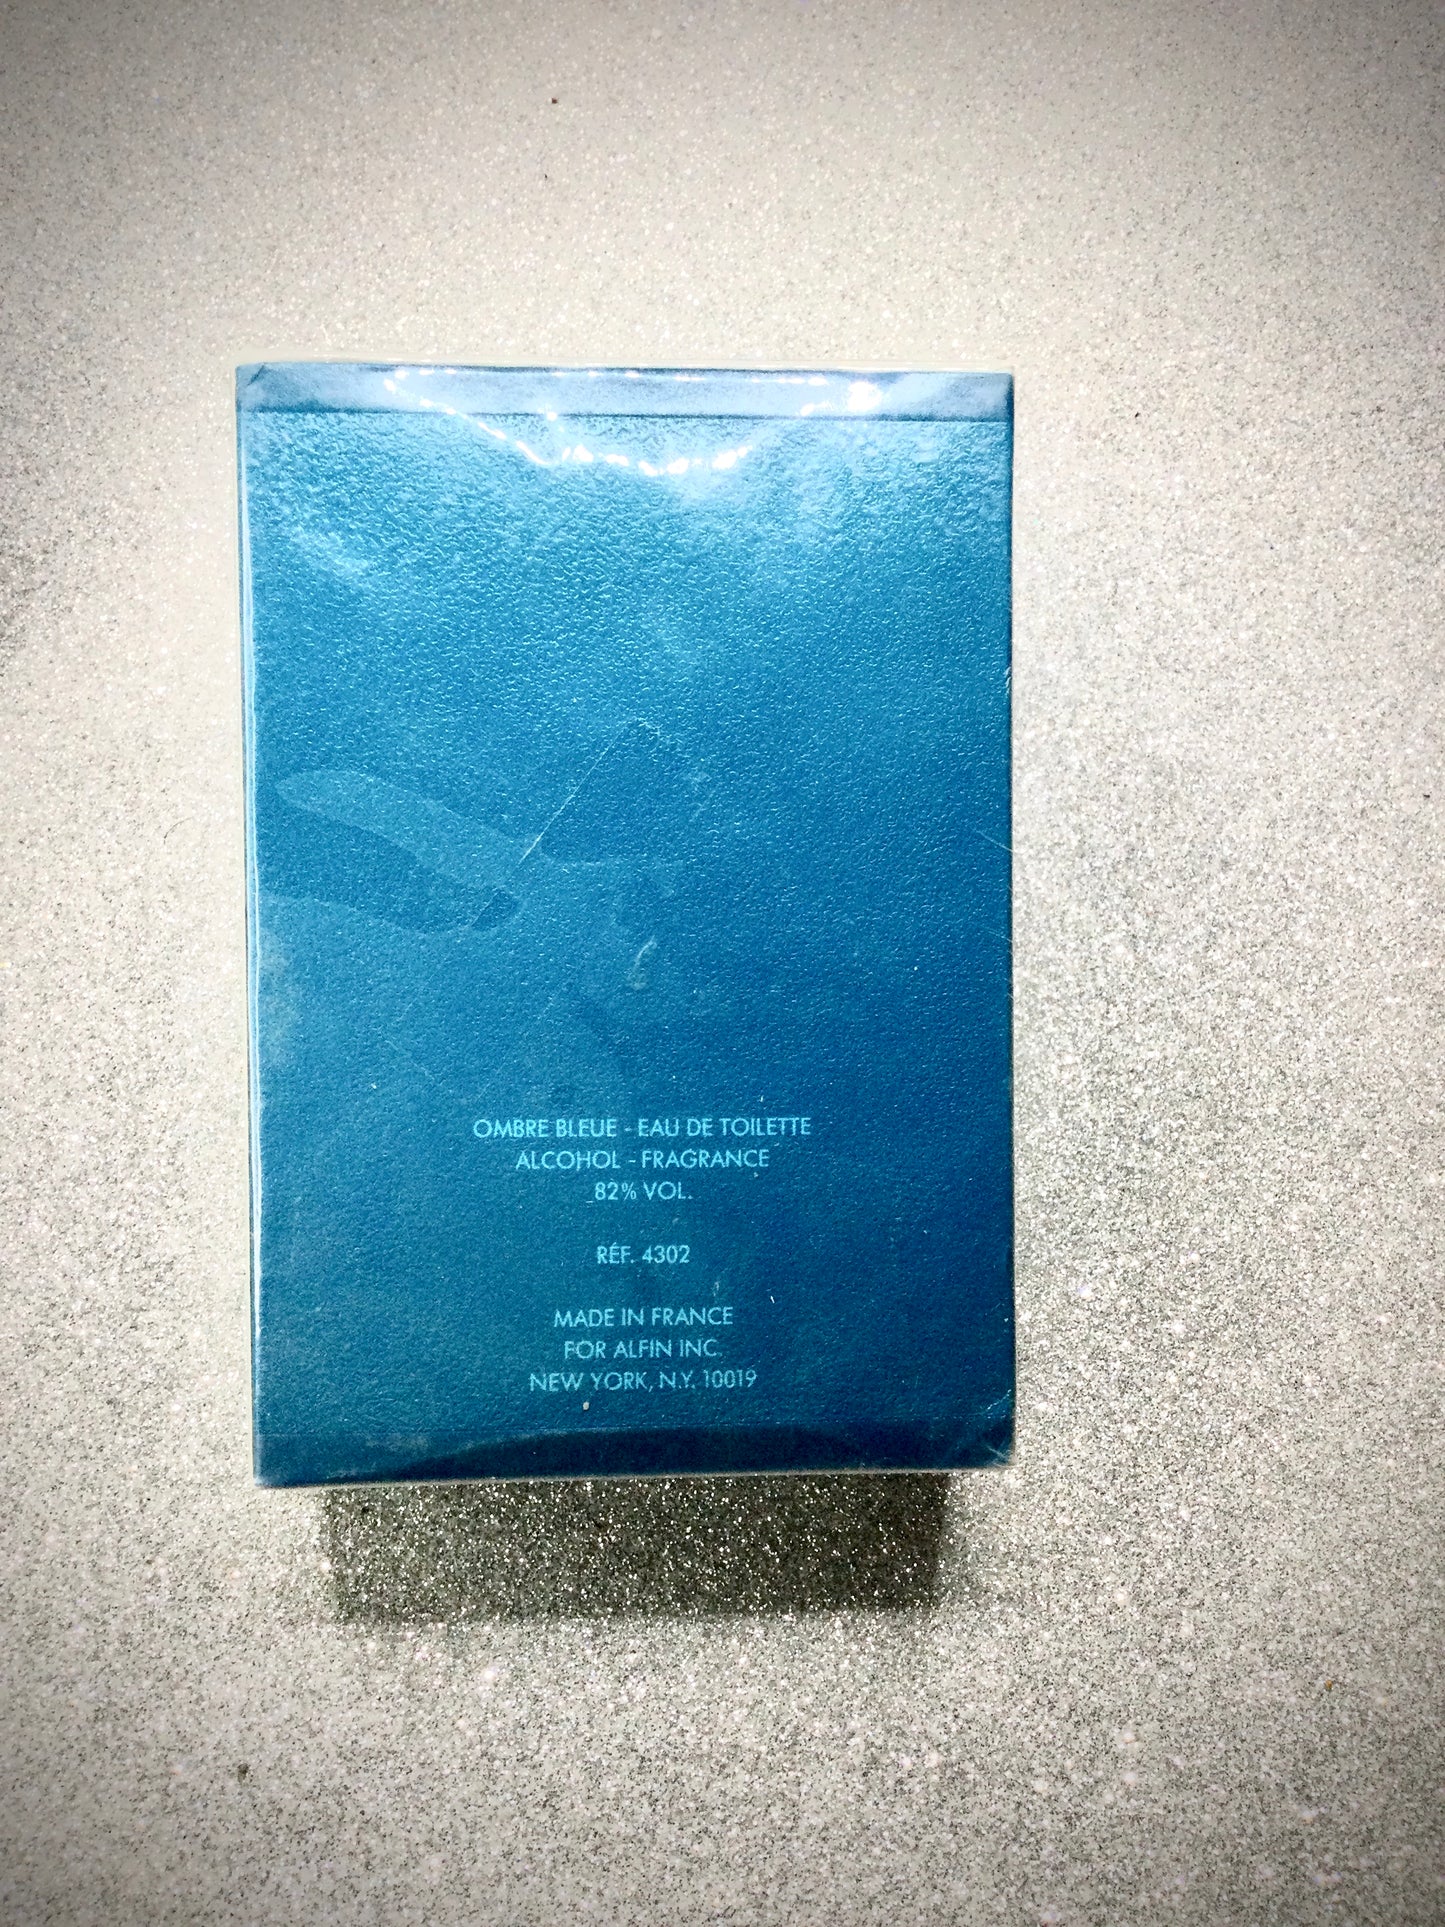 OMBRE BLEUE - EAU DE TOILETTE
ALCOHOL - FRAGRANCE
82% VOL.
RÉF. 4302
MADE IN FRANCE
FOR ALFIN INC.
NEW YORK, N.Y. 10019